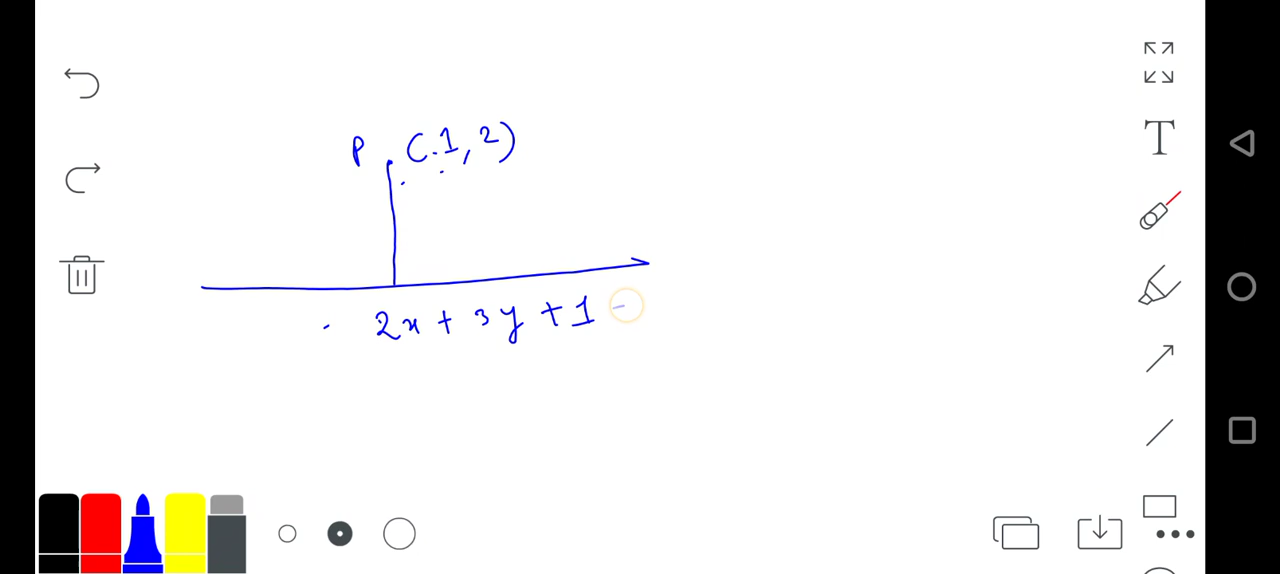 P (.1, 2)
2x + 3y + 1 -
T